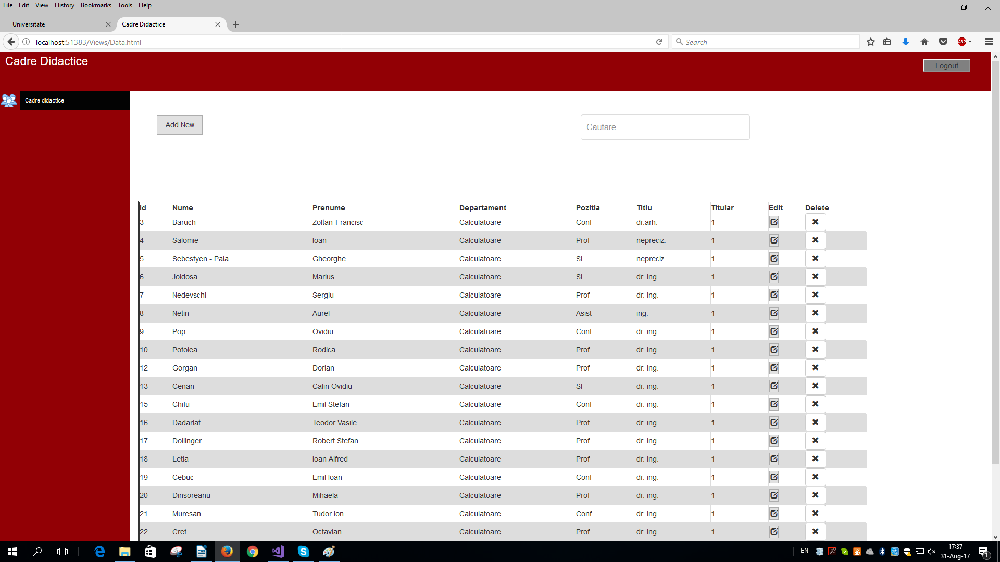 File Edit View History Bookmarks Tools Help
Universitate
Cadre Didactice
localhost:51383/Views/Data.html
Search
ABP
Cadre Didactice
Logout
Cadre didactice
Add New
Cautare...
Id Nume Prenume Departament Pozitia Titlu Titular Edit Delete
3 Baruch Zoltan-Francisc Calculatoare Conf dr.arh. 1
4 Salomie Ioan Calculatoare Prof nepreciz. 1
5 Sebestyen - Pala Gheorghe Calculatoare Sl nepreciz. 1
6 Joldosa Marius Calculatoare Sl dr. ing. 1
7 Nedevschi Sergiu Calculatoare Prof dr. ing. 1
8 Netin Aurel Calculatoare Asist ing. 1
9 Pop Ovidiu Calculatoare Conf dr. ing. 1
10 Potolea Rodica Calculatoare Prof dr. ing. 1
12 Gorgan Dorian Calculatoare Prof dr. ing. 1
13 Cenan Calin Ovidiu Calculatoare Sl dr. ing. 1
15 Chifu Emil Stefan Calculatoare Conf dr. ing. 1
16 Dadarlat Teodor Vasile Calculatoare Prof dr. ing. 1
17 Dollinger Robert Stefan Calculatoare Prof dr. ing. 1
18 Letia Ioan Alfred Calculatoare Prof dr. ing. 1
19 Cebuc Emil Ioan Calculatoare Conf dr. ing. 1
20 Dinsoreanu Mihaela Calculatoare Prof dr. ing. 1
21 Muresan Tudor Ion Calculatoare Conf dr. ing. 1
22 Cret Octavian Calculatoare Prof dr. ing. 1
EN
17:37
31-Aug-17
1